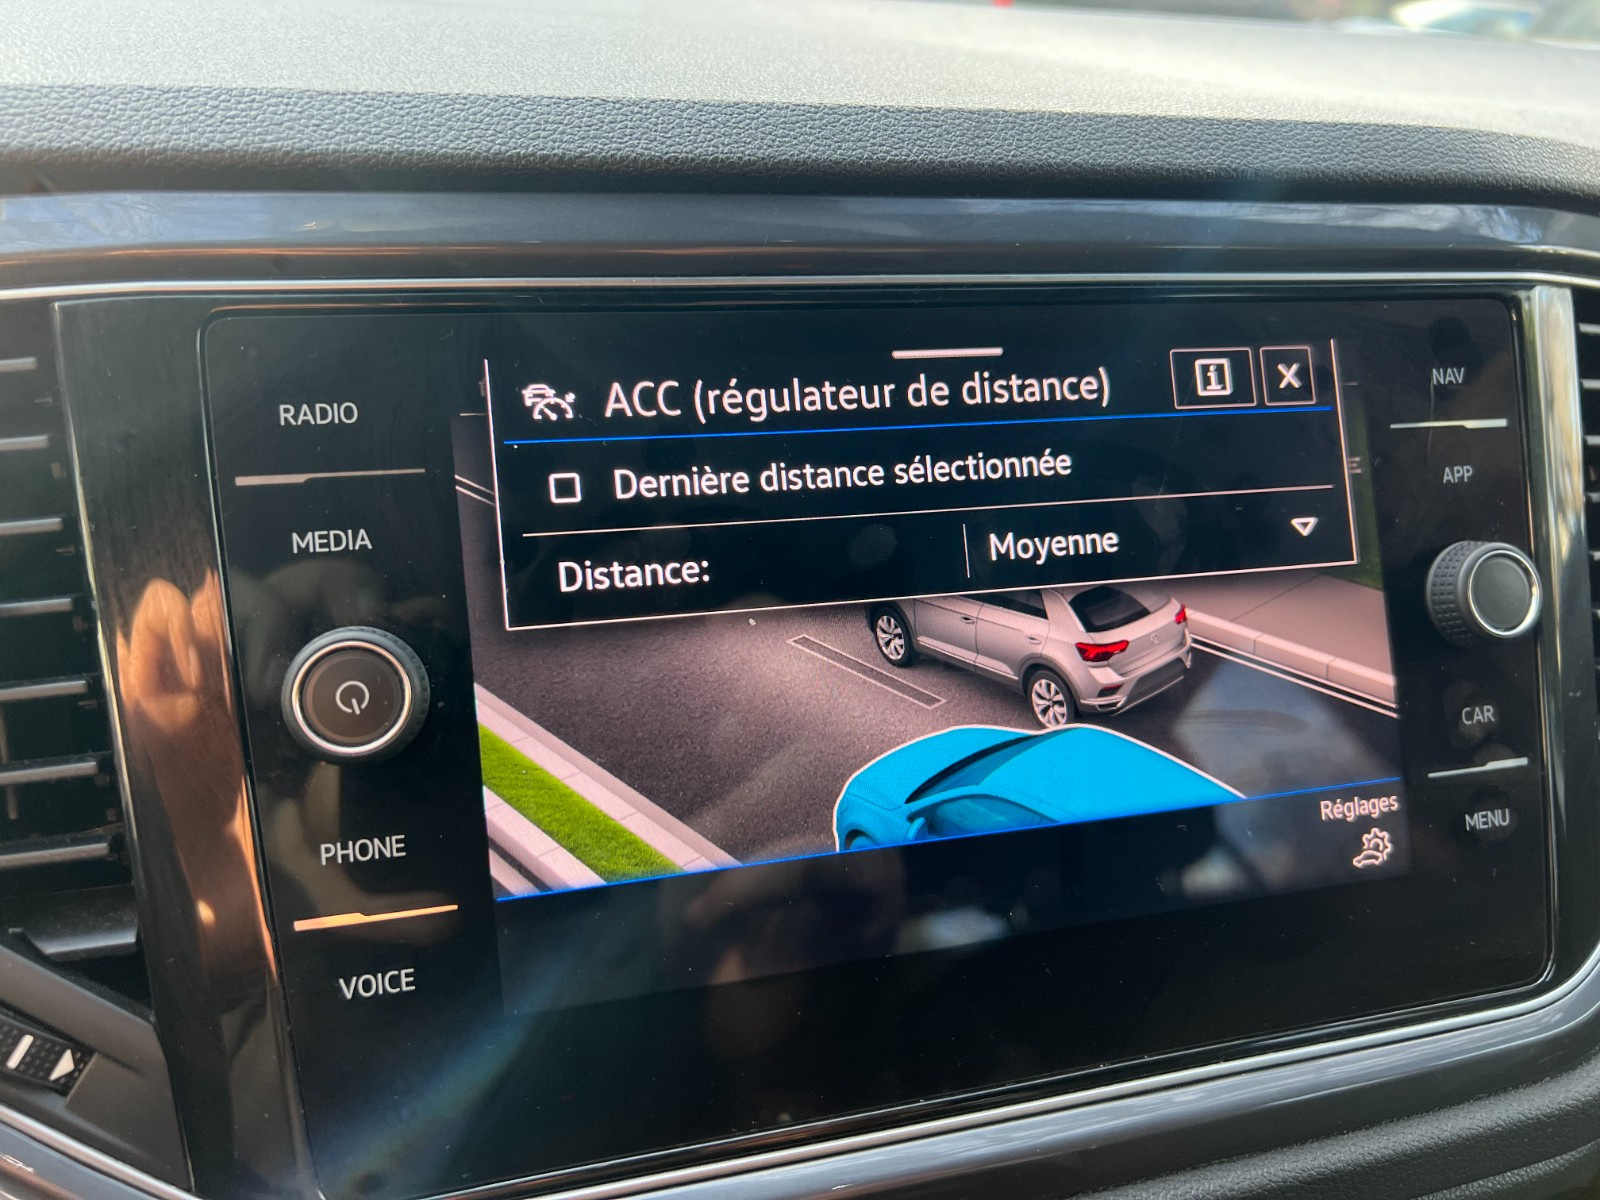 RADIO
MEDIA
PHONE
VOICE
ACC (régulateur de distance)
i
X
Dernière distance sélectionnée
Distance:
Moyenne
Réglages
NAV
APP
CAR
MENU